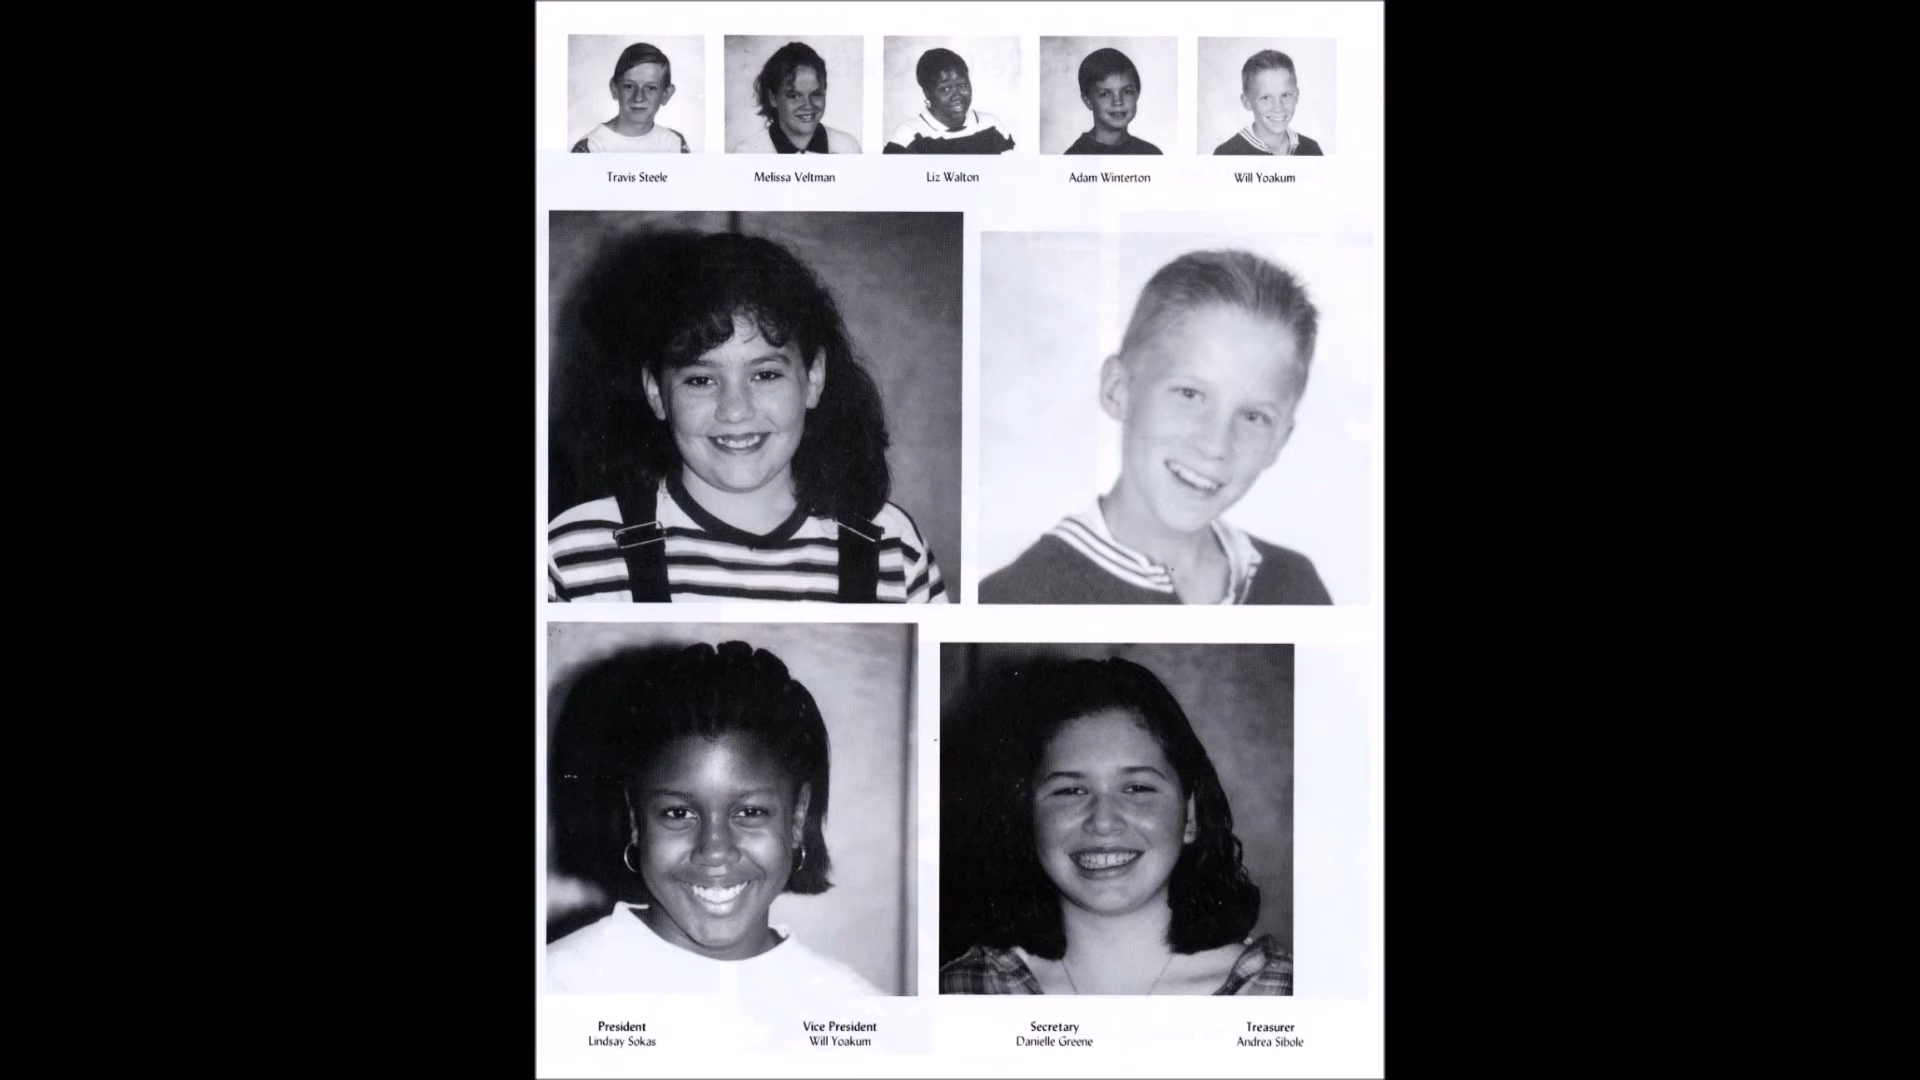 Travis Steele
Melissa Veltman
Liz Walton
Adam Winterton
Will Yoakum
President
Lindsay Sokas
Vice President
Will Yoakum
Secretary
Danielle Greene
Treasurer
Andrea Sibole